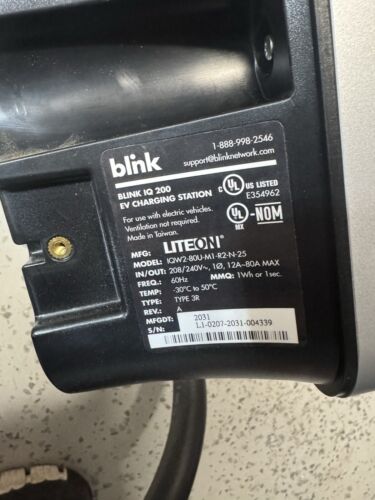 blink
1-888-998-2546
support@blinknetwork.com
BLINK IQ 200
EV CHARGING STATION
C UL US LISTED
E354962
For use with electric vehicles.
Ventilation not required.
Made in Taiwan.
UL MX -NOM
MFG: LITEON
MODEL: IQW2-80U-M1-R2-N-25
IN/OUT: 208/240V~, 1Ø, 12A-80A MAX
FREQ.: 60Hz MMQ: 1Wh or 1sec.
TEMP: -30°C to 50°C
TYPE: TYPE 3R
REV.: A
MFGDT: 2031
S/N: L1-0207-2031-004339